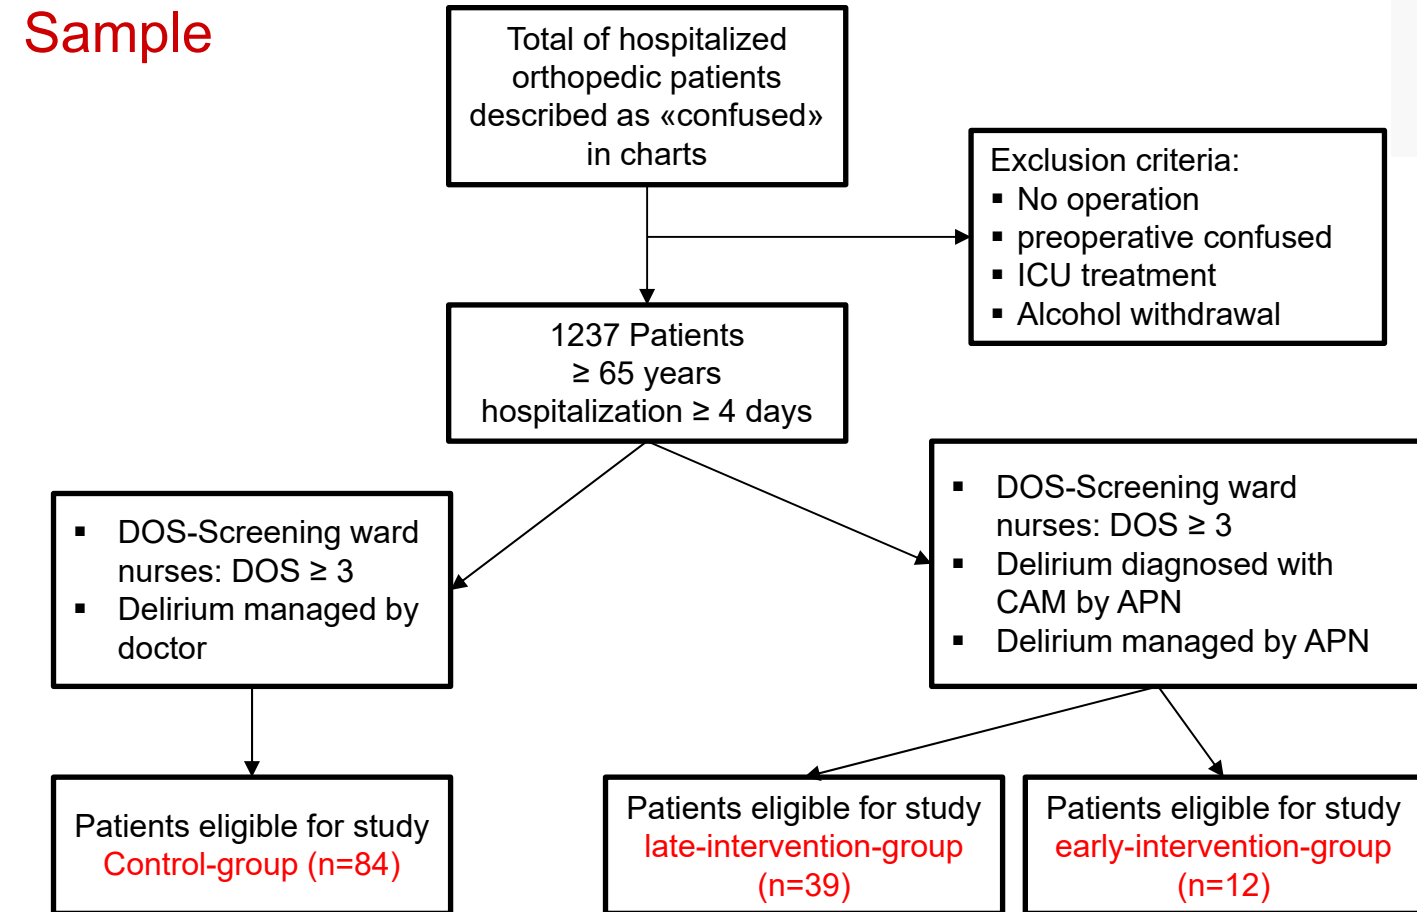 Sample
Total of hospitalized
orthopedic patients
described as «confused»
in charts
Exclusion criteria:
▪ No operation
▪ preoperative confused
▪ ICU treatment
▪ Alcohol withdrawal
1237 Patients
≥ 65 years
hospitalization ≥ 4 days
▪ DOS-Screening ward
nurses: DOS ≥ 3
▪ Delirium managed by
doctor
▪ DOS-Screening ward
nurses: DOS ≥ 3
▪ Delirium diagnosed with
CAM by APN
▪ Delirium managed by APN
Patients eligible for study
Control-group (n=84)
Patients eligible for study
late-intervention-group
(n=39)
Patients eligible for study
early-intervention-group
(n=12)